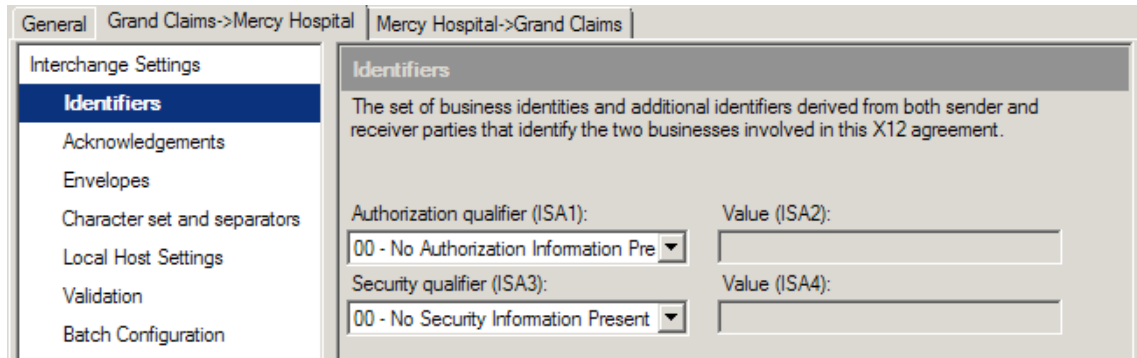 General Grand Claims->Mercy Hospital Mercy Hospital->Grand Claims
Interchange Settings
Identifiers
Acknowledgements
Envelopes
Character set and separators
Local Host Settings
Validation
Batch Configuration
Identifiers
The set of business identities and additional identifiers derived from both sender and
receiver parties that identify the two businesses involved in this X12 agreement.
Authorization qualifier (ISA1): Value (ISA2):
00 - No Authorization Information Pre
Security qualifier (ISA3): Value (ISA4):
00 - No Security Information Present